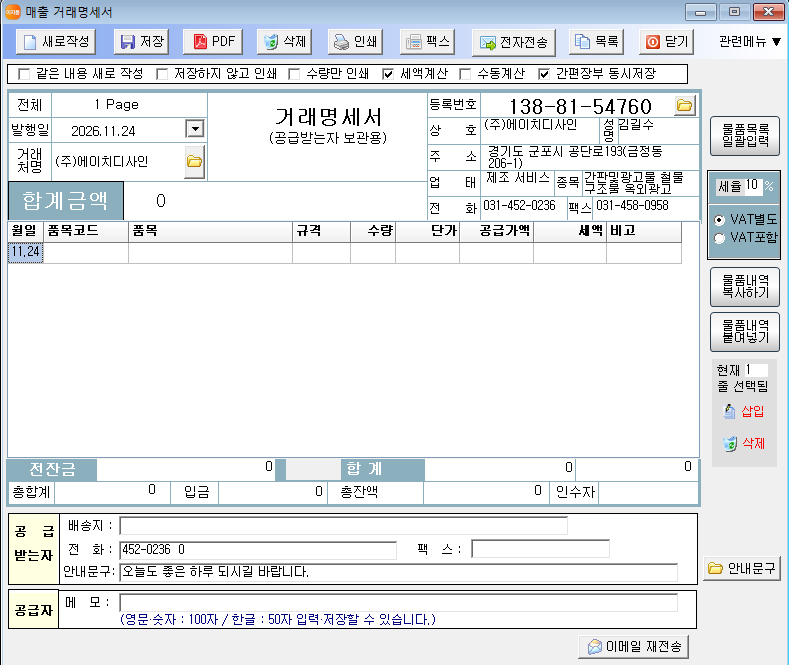 매출 거래명세서
새로작성 저장 PDF 삭제 인쇄 팩스 전자전송 목록 닫기 관련메뉴 ▼
같은 내용 새로 작성 저장하지 않고 인쇄 수량만 인쇄 세액계산 수동계산 간편장부 동시저장
전체 1 Page
발행일 2026.11.24
거래
처명 (주)에이치디사인
거래명세서
(공급받는자 보관용)
합계금액 0
등록번호 138-81-54760
상 호 (주)에이치디사인 성명 김길수
주 소 경기도 군포시 공단로193(금정동
206-1)
업 태 제조 서비스 종목 간판및광고물 철물
구조물 옥외광고
전 화 031-452-0236 팩스 031-458-0958
월일 품목코드 품목 규격 수량 단가 공급가액 세액 비고
11.24
전잔금 0 합 계 0 0
총합계 0 입금 0 총잔액 0 인수자
공 급
받는자
배송지 :
전 화 : 452-0236 0 팩 스 :
안내문구: 오늘도 좋은 하루 되시길 바랍니다.
공급자 메 모 :
(영문·숫자 : 100자 / 한글 : 50자 입력·저장할 수 있습니다.)
이메일 재전송
물품목록
일괄입력
세율 10 %
VAT별도
VAT포함
물품내역
복사하기
물품내역
붙여넣기
현재 1
줄 선택됨
삽입
삭제
안내문구